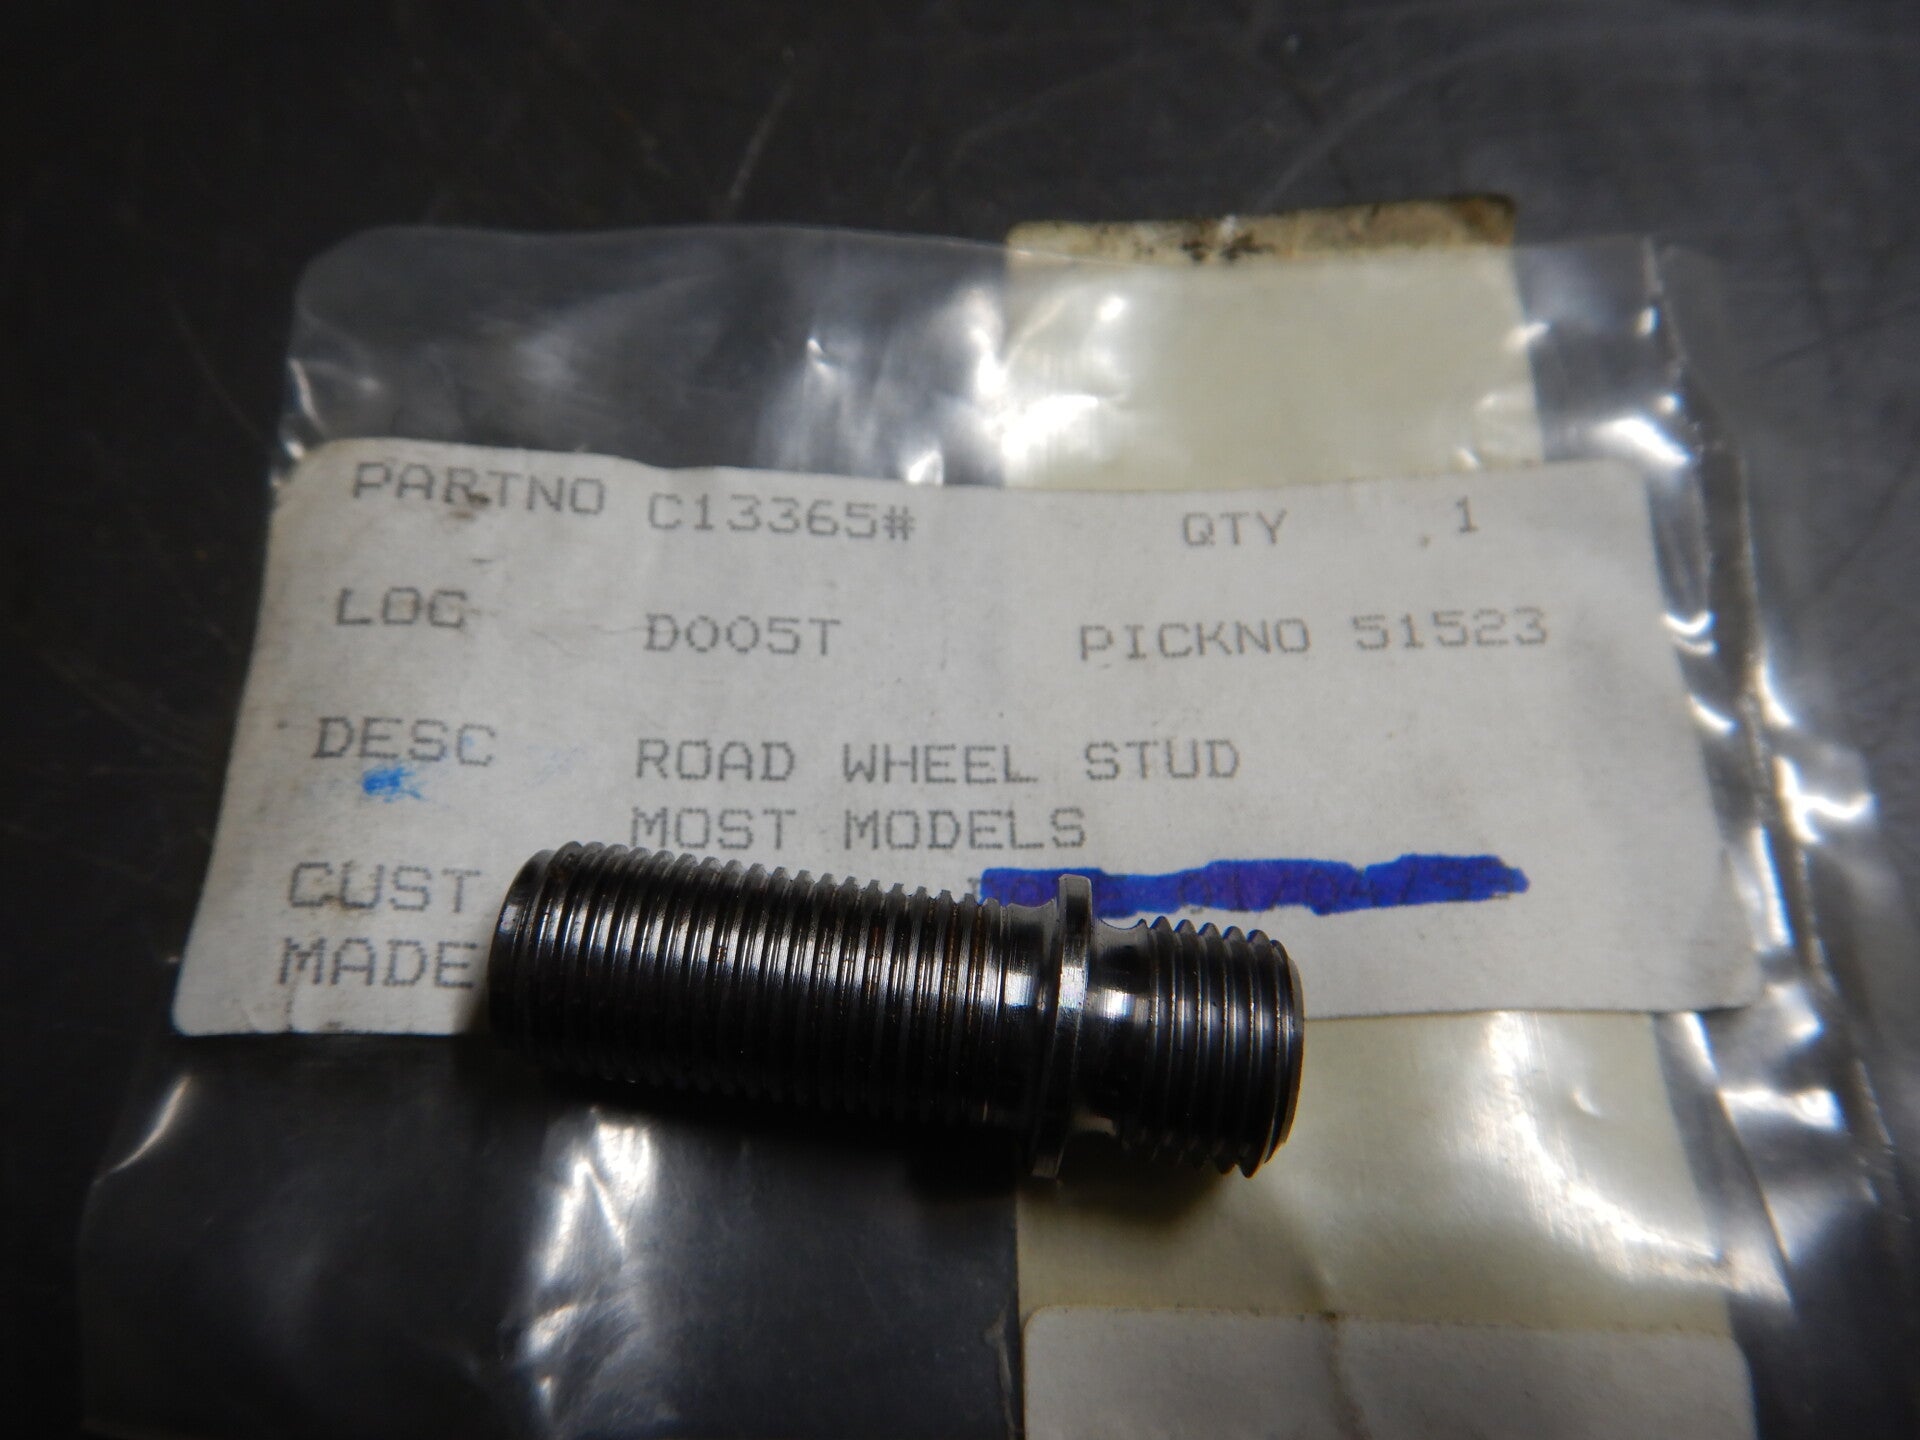 PARTNO C13365# QTY 1
LOC D005T PICKNO 51523
DESC ROAD WHEEL STUD
MOST MODELS
CUST
MADE